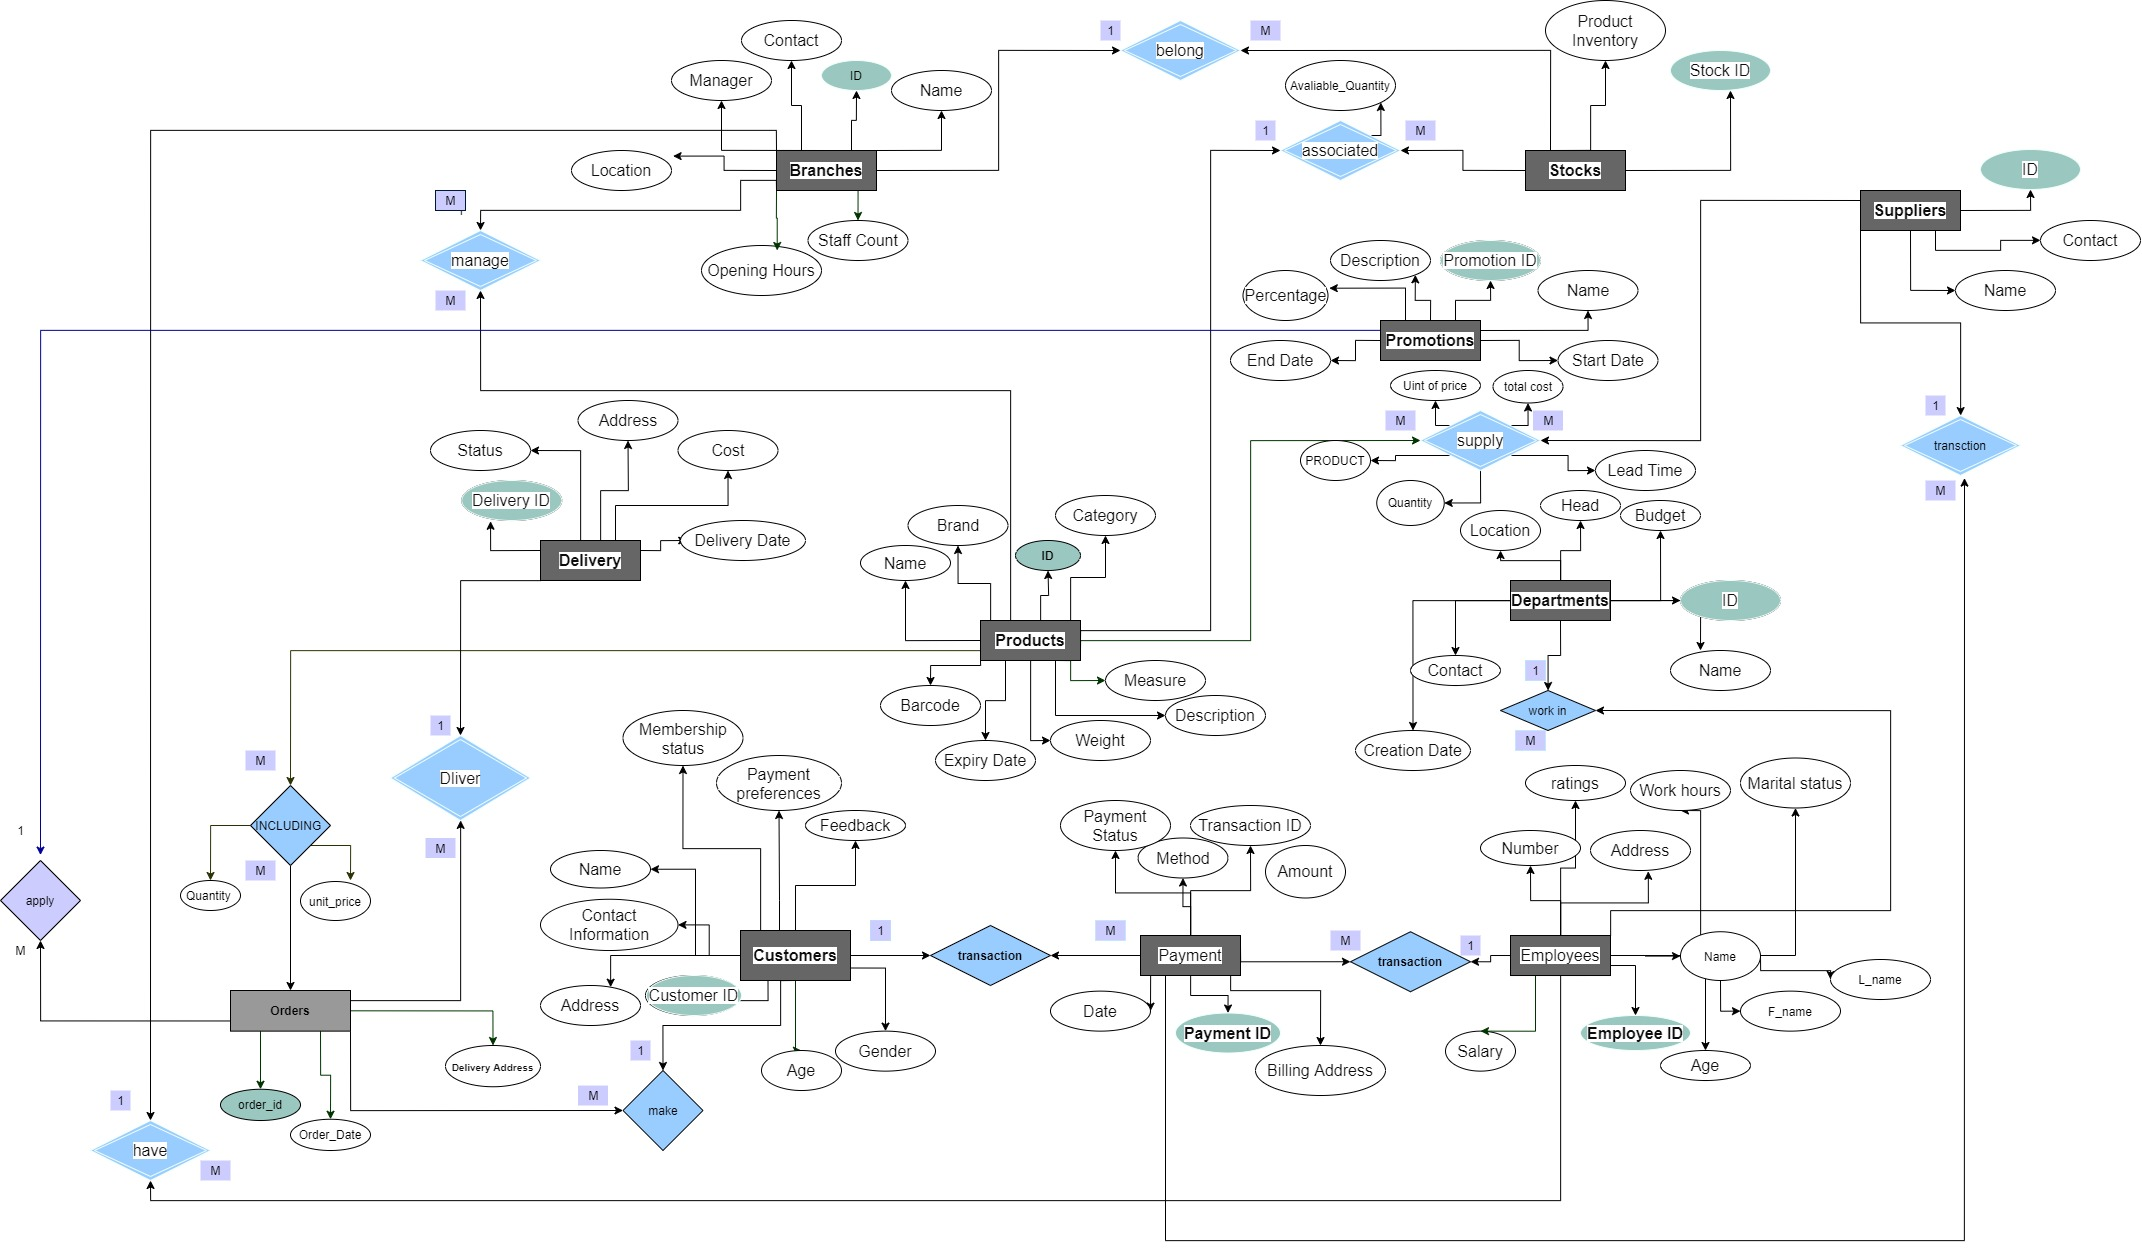 Product
Inventory
Contact
1
M
belong
Manager
ID
Name
Stock ID
Avaliable_Quantity
1
M
associated
Location
Branches
Stocks
ID
M
Suppliers
Staff Count
Contact
manage
Opening Hours
Description
Promotion ID
M
Percentage
Name
Name
Promotions
End Date
Start Date
Uint of price
total cost
1
M
M
Address
supply
transction
Status
Cost
PRODUCT
Lead Time
M
Delivery ID
Quantity
Head
Brand
Category
Location
Budget
Delivery Date
Delivery
Name
ID
Departments
ID
Products
Contact
Name
1
Measure
Barcode
Description
work in
1
Membership
status
Weight
M
Creation Date
M
Expiry Date
Dliver
Payment
preferences
ratings
Work hours
Marital status
1
INCLUDING
Feedback
Payment
Status
Transaction ID
M
Number
Address
Method
M
Name
Amount
Quantity
unit_price
apply
Contact
Information
1
M
M
1
M
Customers
transaction
Payment
transaction
Employees
Name
L_name
Customer ID
Address
Orders
Date
F_name
Payment ID
Employee ID
1
Gender
Salary
Delivery Address
Age
Billing Address
Age
1
M
order_id
make
Order_Date
have
M